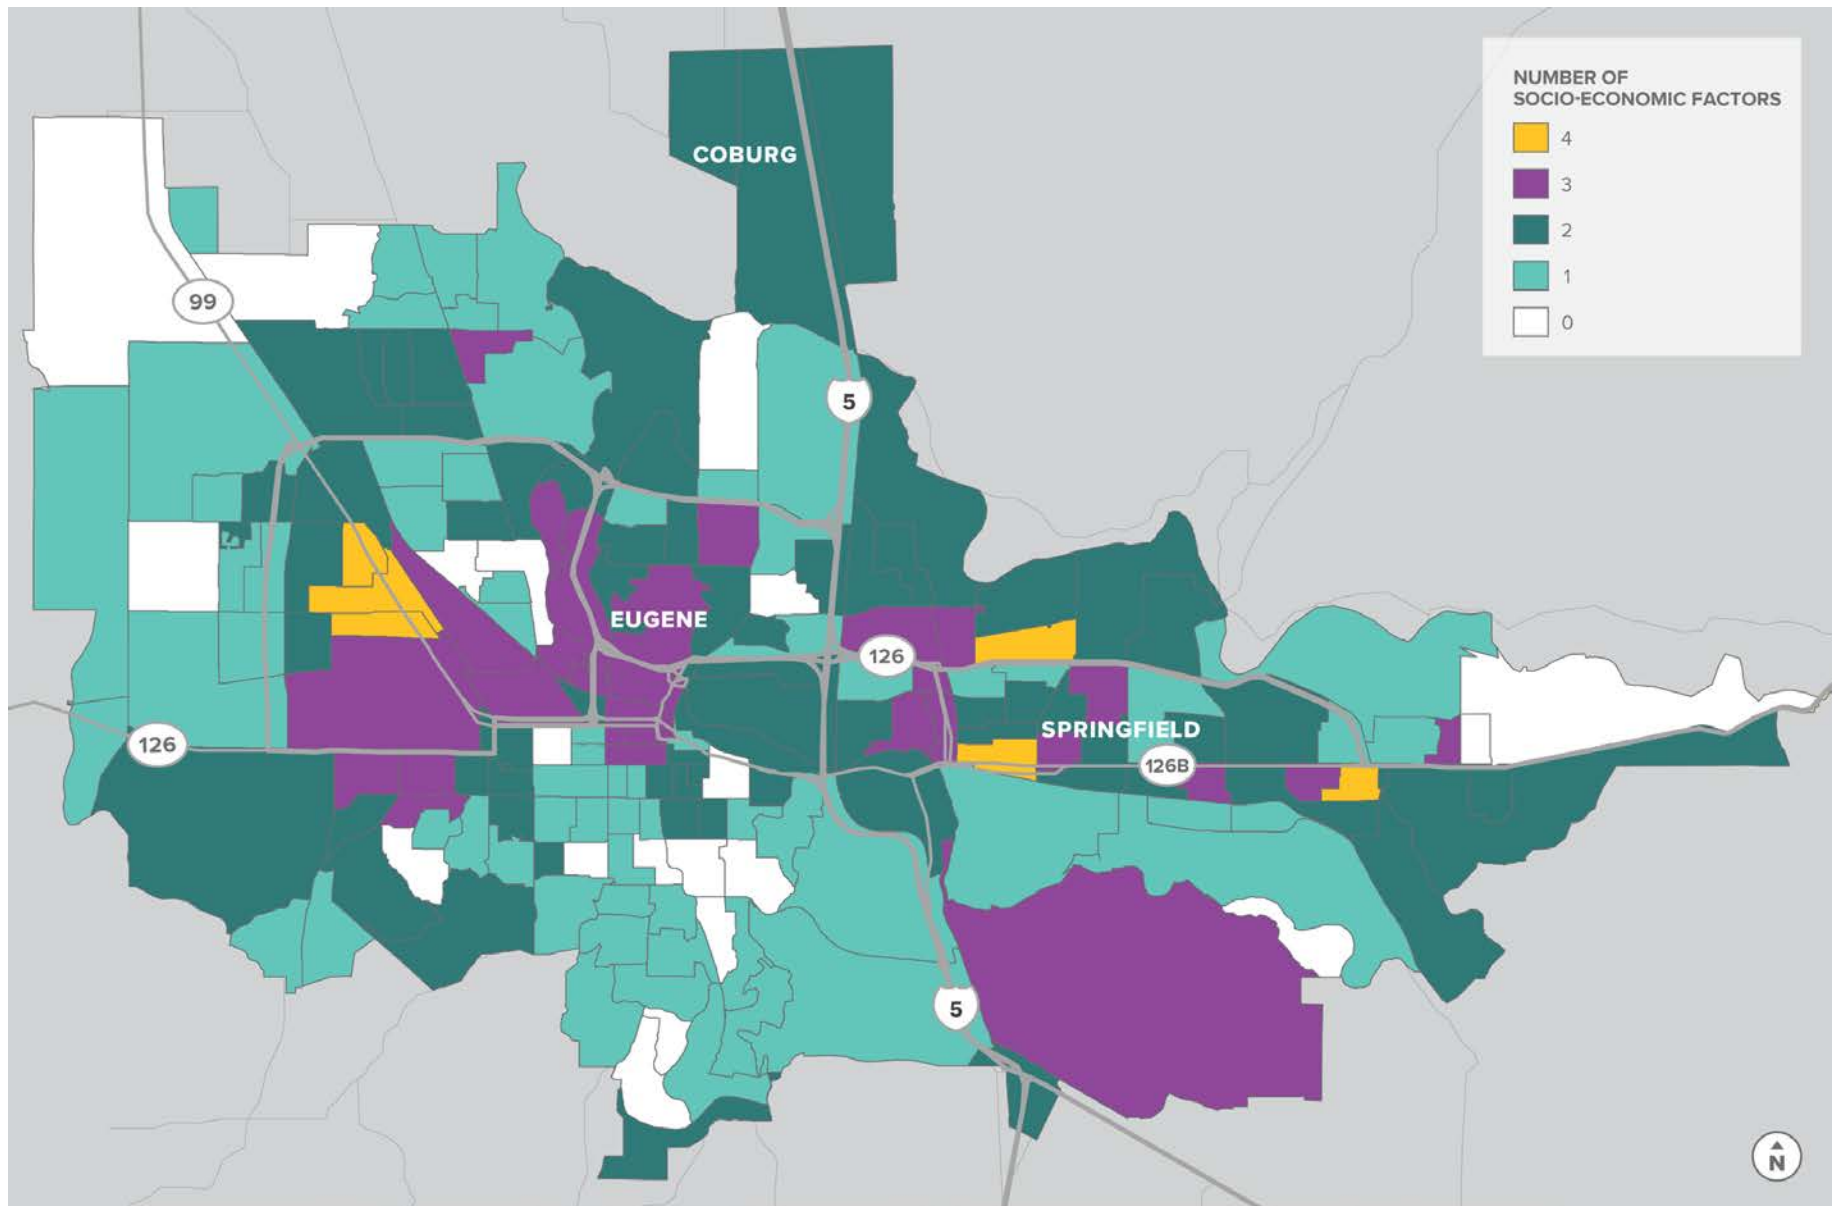 NUMBER OF
SOCIO-ECONOMIC FACTORS
4
3
2
1
0
COBURG
99
5
EUGENE
126
SPRINGFIELD
126
126B
5
N